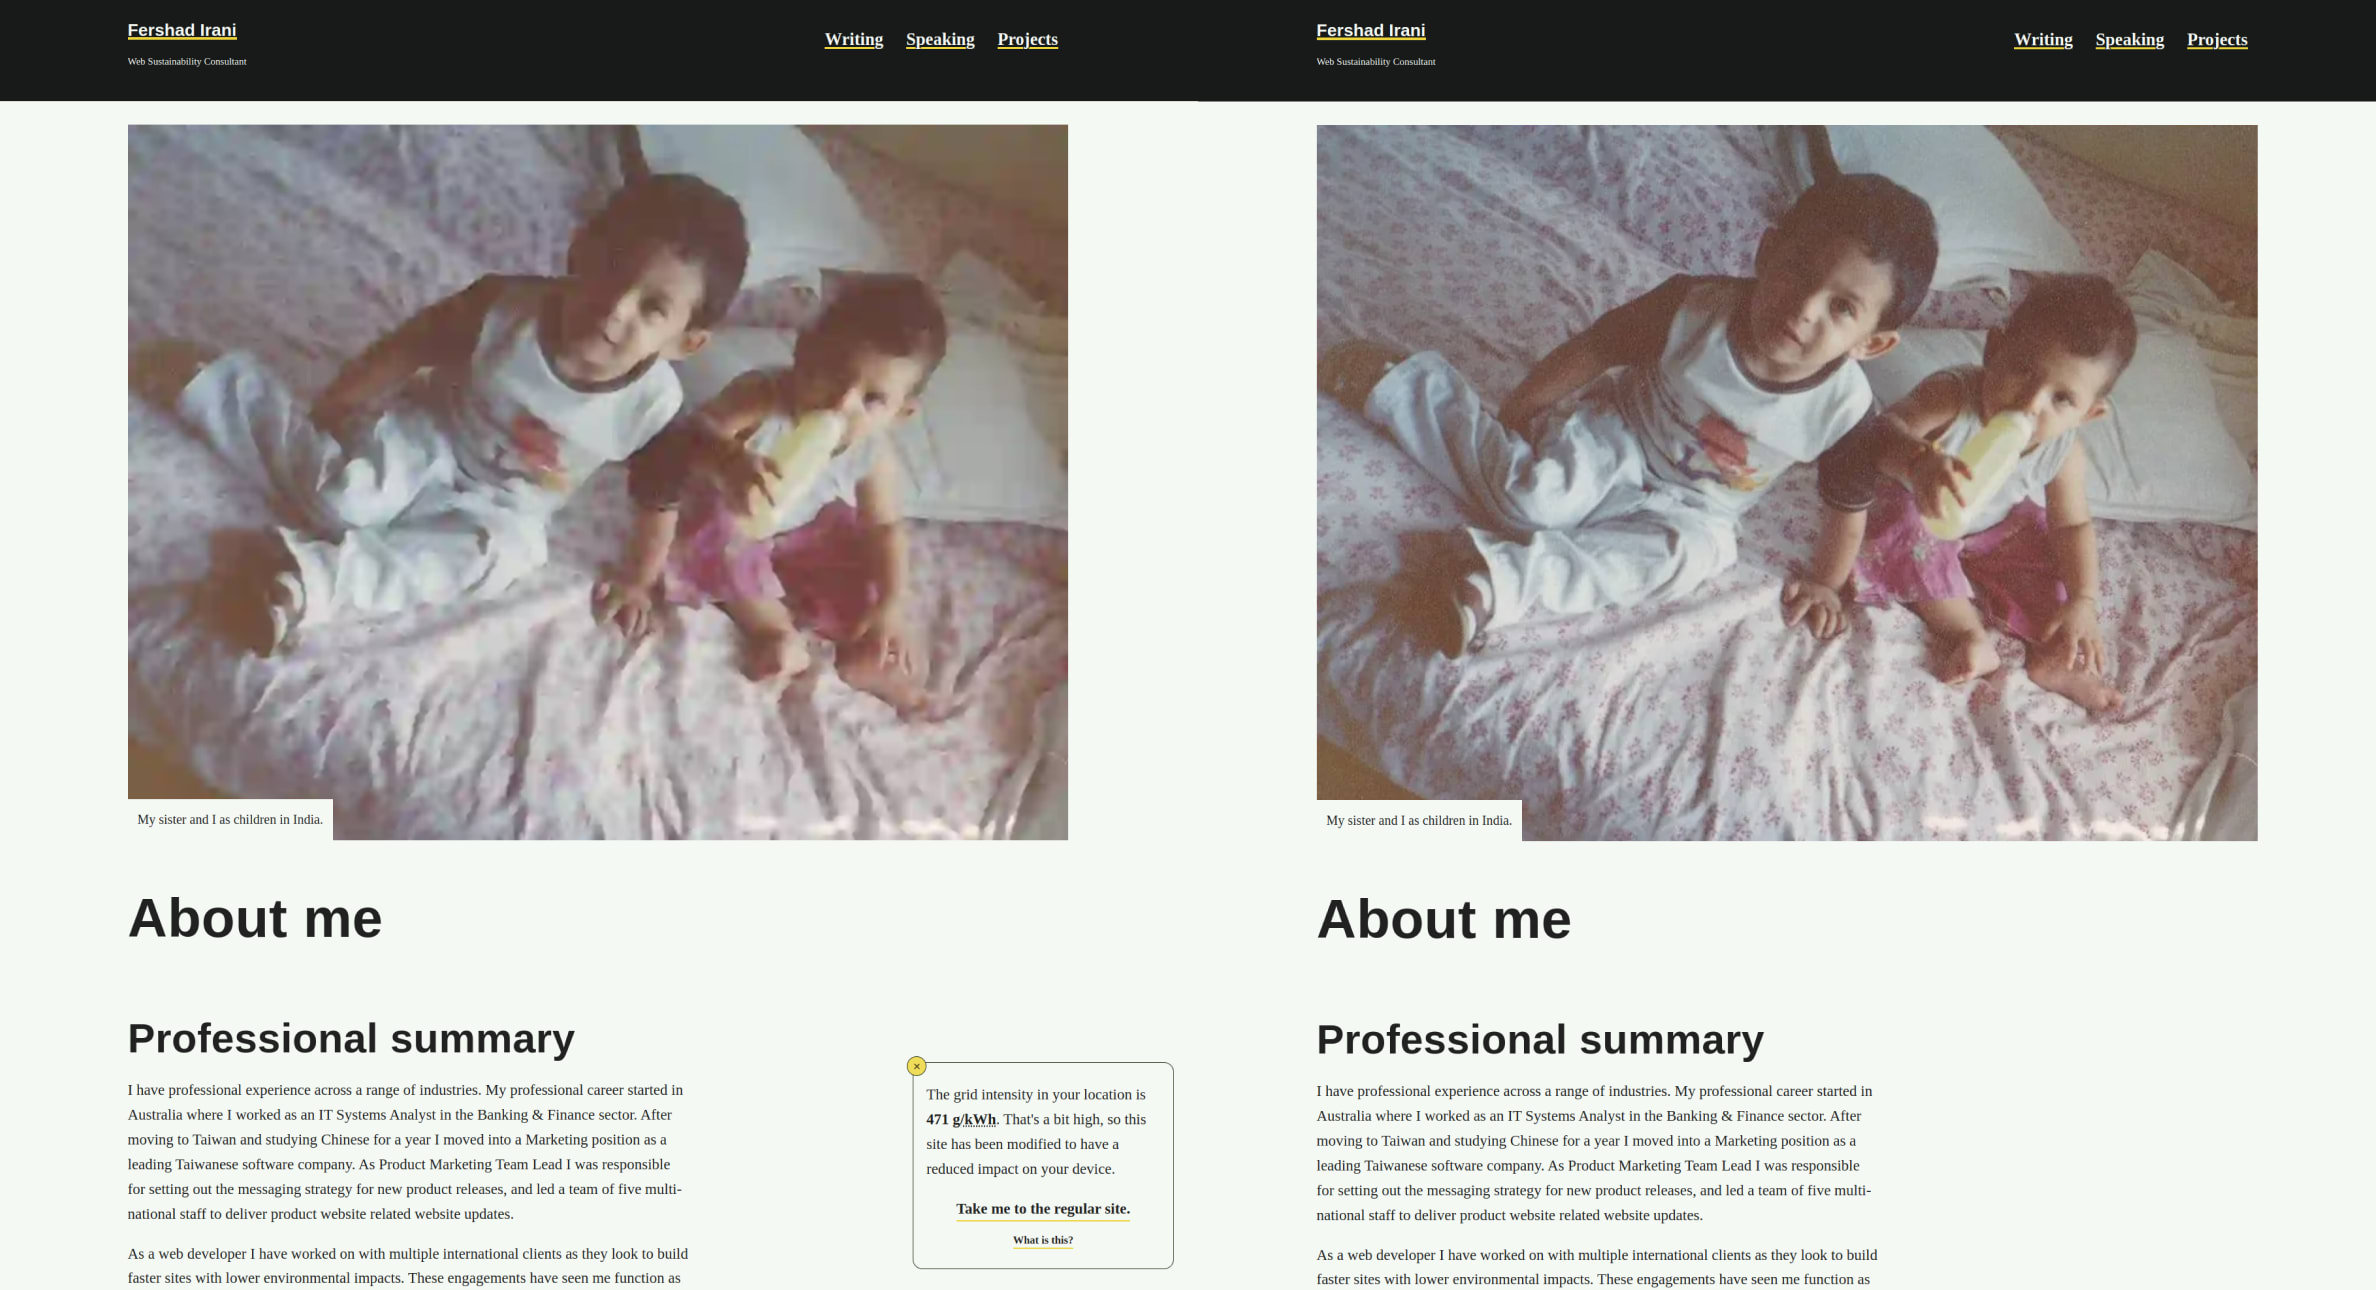 Fershad Irani
Web Sustainability Consultant
Writing Speaking Projects
My sister and I as children in India.
About me
Professional summary
I have professional experience across a range of industries. My professional career started in
Australia where I worked as an IT Systems Analyst in the Banking & Finance sector. After
moving to Taiwan and studying Chinese for a year I moved into a Marketing position as a
leading Taiwanese software company. As Product Marketing Team Lead I was responsible
for setting out the messaging strategy for new product releases, and led a team of five multi-
national staff to deliver product website related website updates.
As a web developer I have worked on with multiple international clients as they look to build
faster sites with lower environmental impacts. These engagements have seen me function as
×
The grid intensity in your location is
471 g/kWh. That's a bit high, so this
site has been modified to have a
reduced impact on your device.
Take me to the regular site.
What is this?
Fershad Irani
Web Sustainability Consultant
Writing Speaking Projects
My sister and I as children in India.
About me
Professional summary
I have professional experience across a range of industries. My professional career started in
Australia where I worked as an IT Systems Analyst in the Banking & Finance sector. After
moving to Taiwan and studying Chinese for a year I moved into a Marketing position as a
leading Taiwanese software company. As Product Marketing Team Lead I was responsible
for setting out the messaging strategy for new product releases, and led a team of five multi-
national staff to deliver product website related website updates.
As a web developer I have worked on with multiple international clients as they look to build
faster sites with lower environmental impacts. These engagements have seen me function as